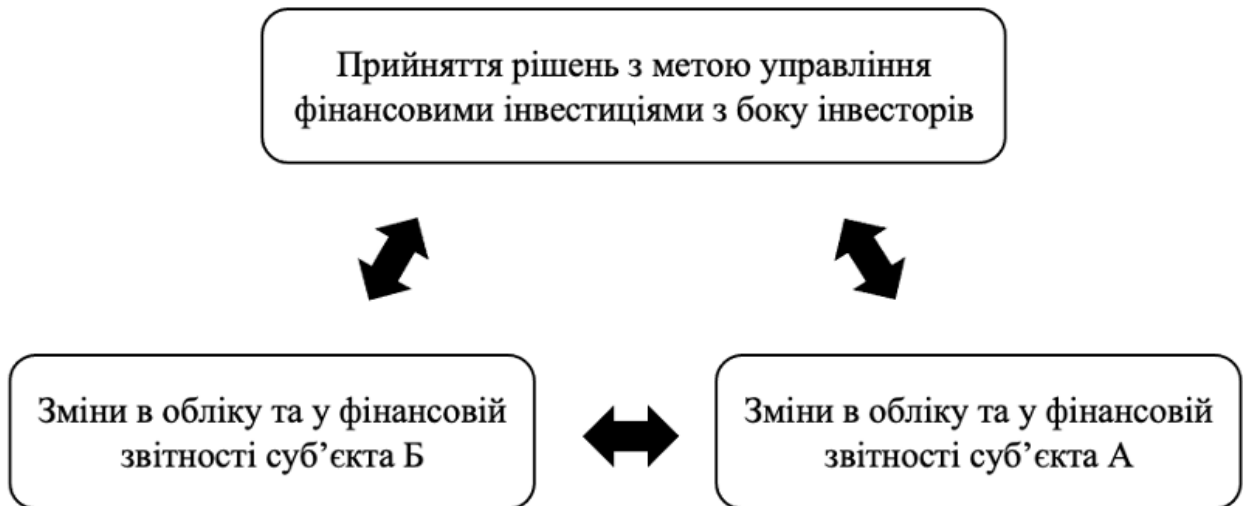 Прийняття рішень з метою управління
фінансовими інвестиціями з боку інвесторів
Зміни в обліку та у фінансовій
звітності суб’єкта Б
Зміни в обліку та у фінансовій
звітності суб’єкта А